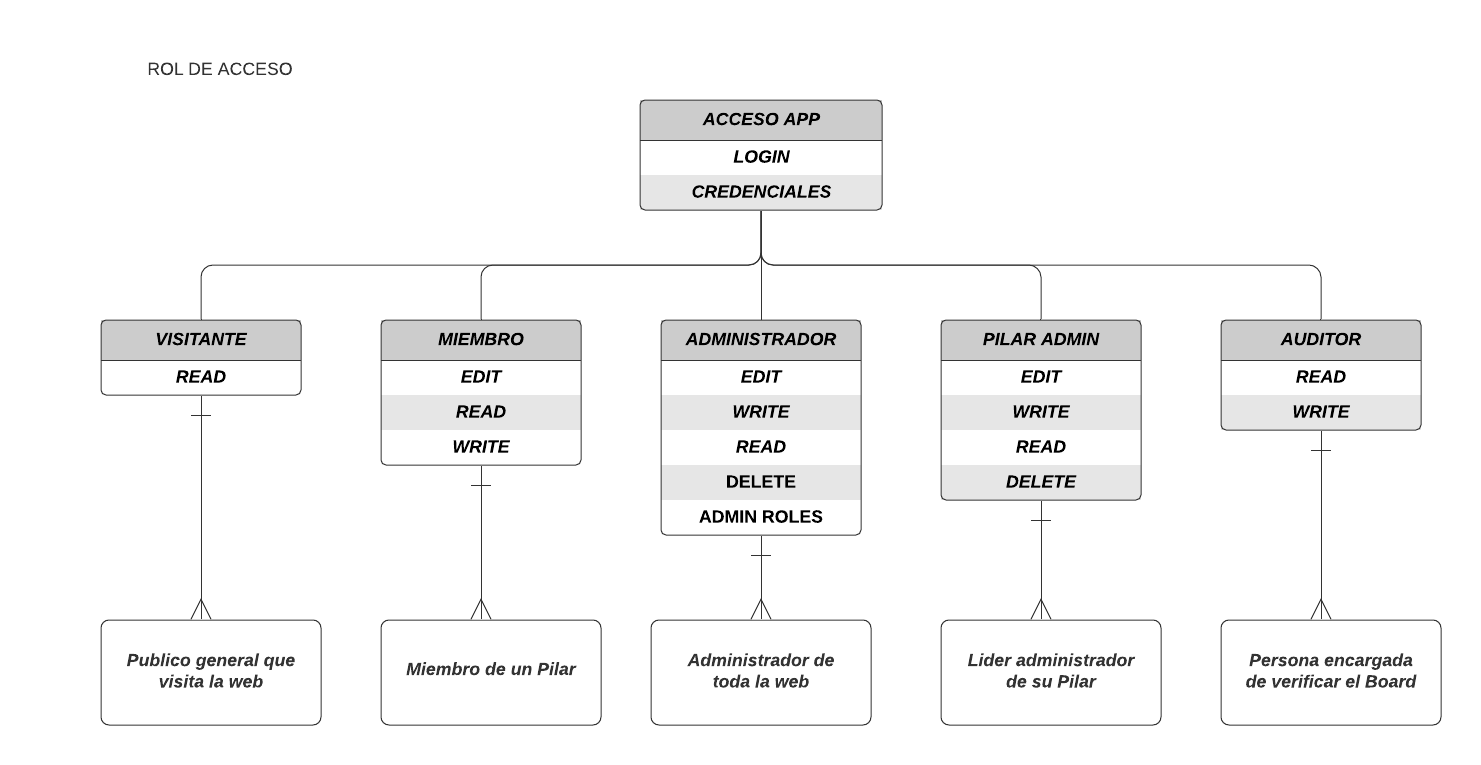 ROL DE ACCESO
ACCESO APP
LOGIN
CREDENCIALES
VISITANTE
READ
MIEMBRO
EDIT
READ
WRITE
ADMINISTRADOR
EDIT
WRITE
READ
DELETE
ADMIN ROLES
PILAR ADMIN
EDIT
WRITE
READ
DELETE
AUDITOR
READ
WRITE
Publico general que
visita la web
Miembro de un Pilar
Administrador de
toda la web
Lider administrador
de su Pilar
Persona encargada
de verificar el Board